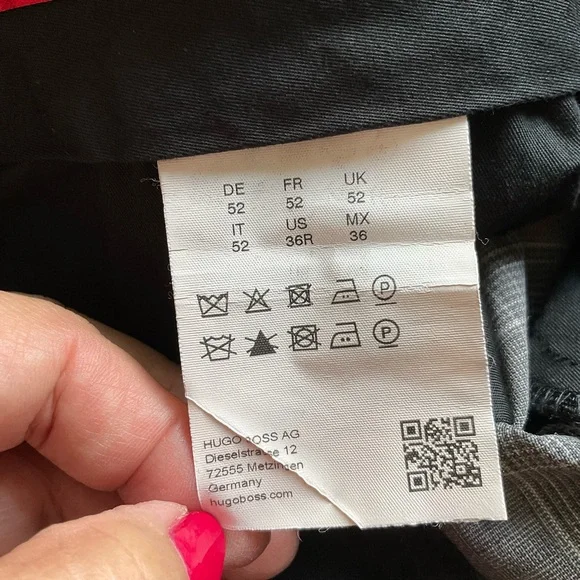 DE FR UK
52 52 52
IT US MX
52 36R 36
P
P
HUGO BOSS AG
Dieselstrasse 12
72555 Metzingen
Germany
hugoboss.com